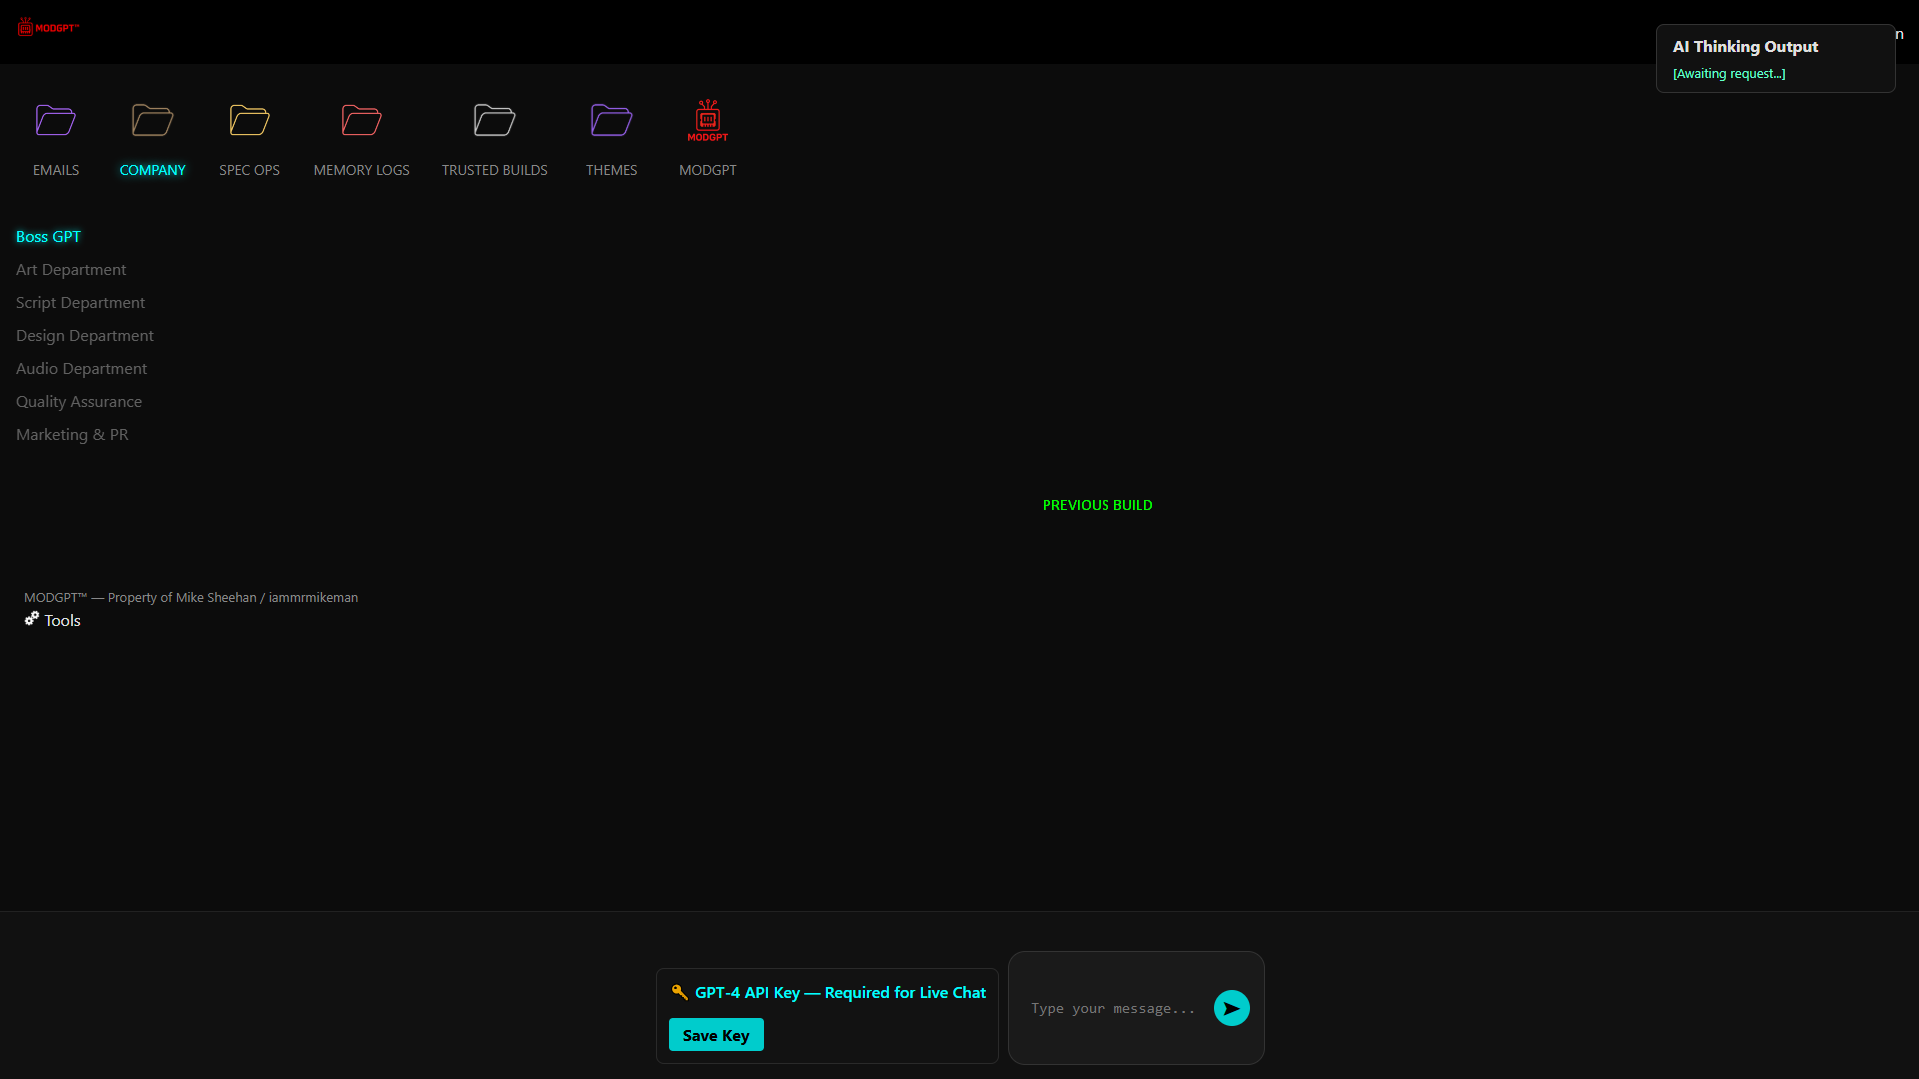 MODGPT™
n
AI Thinking Output
[Awaiting request...]
MODGPT
EMAILS
COMPANY
SPEC OPS
MEMORY LOGS
TRUSTED BUILDS
THEMES
MODGPT
Boss GPT
Art Department
Script Department
Design Department
Audio Department
Quality Assurance
Marketing & PR
PREVIOUS BUILD
MODGPT™ — Property of Mike Sheehan / iammrmikeman
Tools
GPT-4 API Key — Required for Live Chat
Save Key
Type your message...